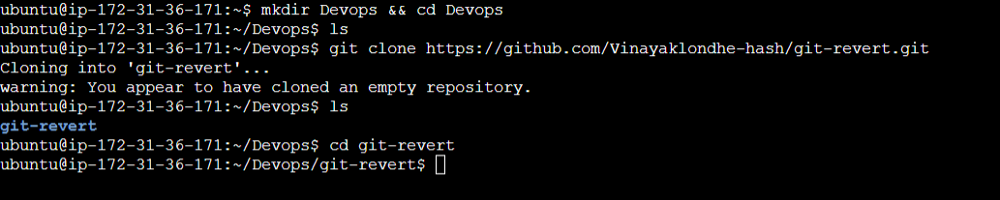 ubuntu@ip-172-31-36-171:~$ mkdir Devops && cd Devops
ubuntu@ip-172-31-36-171:~/Devops$ ls
ubuntu@ip-172-31-36-171:~/Devops$ git clone https://github.com/Vinayaklondhe-hash/git-revert.git
Cloning into 'git-revert'...
warning: You appear to have cloned an empty repository.
ubuntu@ip-172-31-36-171:~/Devops$ ls
git-revert
ubuntu@ip-172-31-36-171:~/Devops$ cd git-revert
ubuntu@ip-172-31-36-171:~/Devops/git-revert$